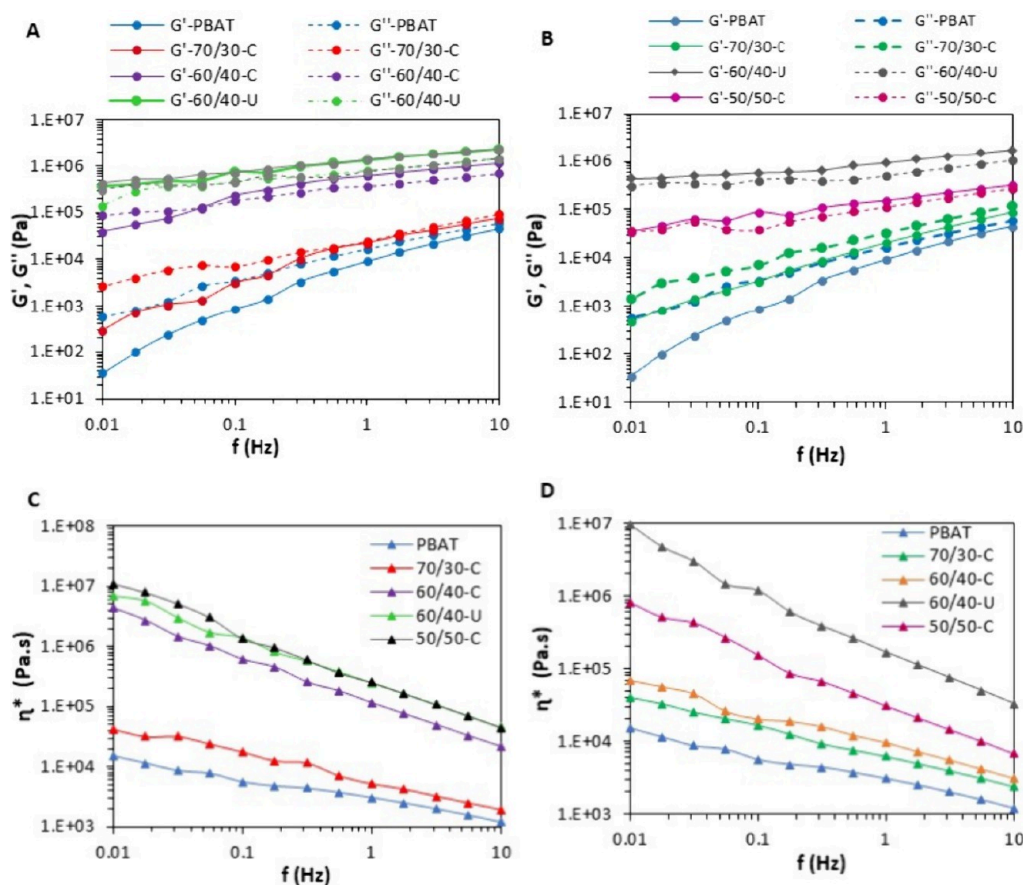 A
G'-PBAT G''-PBAT
G'-70/30-C G''-70/30-C
G'-60/40-C G''-60/40-C
G'-60/40-U G''-60/40-U
1.E+07
1.E+06
1.E+05
1.E+04
1.E+03
1.E+02
1.E+01
G', G'' (Pa)
0.01 0.1 1 10
f (Hz)
B
G'-PBAT G''-PBAT
G'-70/30-C G''-70/30-C
G'-60/40-U G''-60/40-U
G'-50/50-C G''-50/50-C
1.E+07
1.E+06
1.E+05
1.E+04
1.E+03
1.E+02
1.E+01
G', G'' (Pa)
0.01 0.1 1 10
f (Hz)
C
1.E+08
1.E+07
1.E+06
1.E+05
1.E+04
1.E+03
η* (Pa.s)
PBAT
70/30-C
60/40-C
60/40-U
50/50-C
0.01 0.1 1 10
f (Hz)
D
1.E+07
1.E+06
1.E+05
1.E+04
1.E+03
η* (Pa.s)
PBAT
70/30-C
60/40-C
60/40-U
50/50-C
0.01 0.1 1 10
f (Hz)